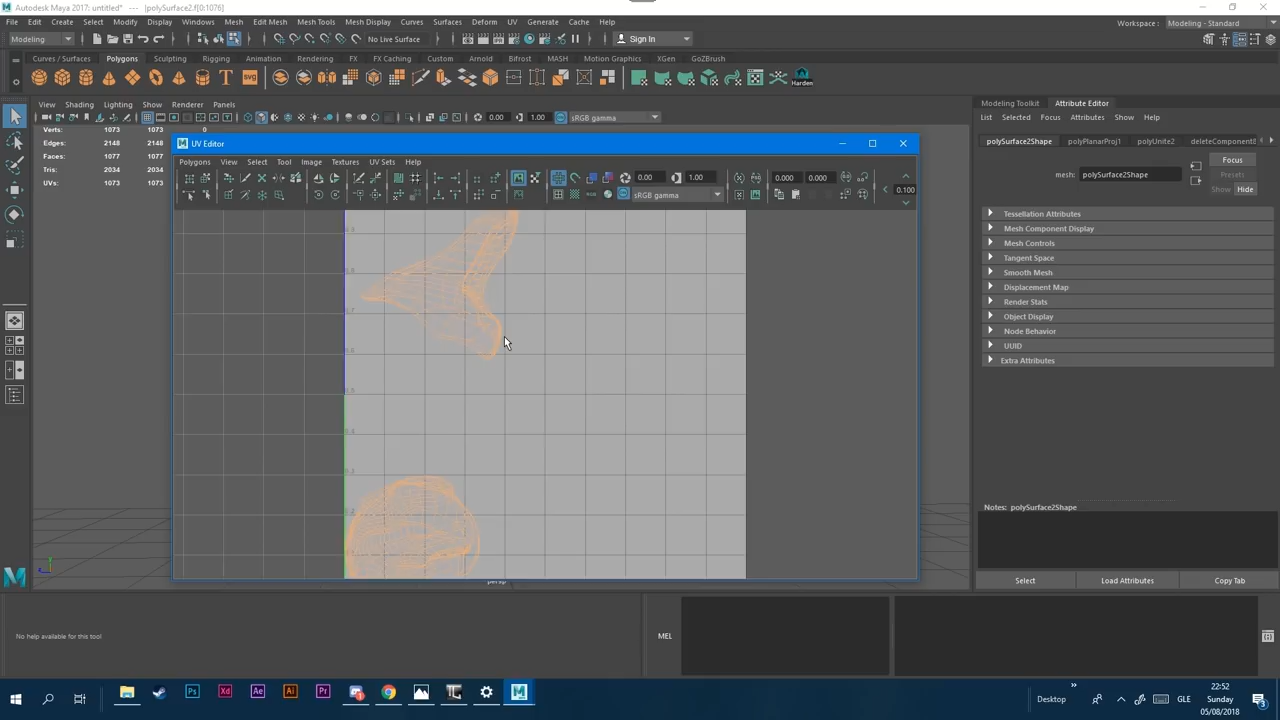 Autodesk Maya 2017: untitled*  ---  |polySurface2.f[0:1076]
File Edit Create Select Modify Display Windows Mesh Edit Mesh Mesh Tools Mesh Display Curves Surfaces Deform UV Generate Cache Help
Workspace : Modeling - Standard
Modeling No Live Surface Sign In
Curves / Surfaces Polygons Sculpting Rigging Animation Rendering FX FX Caching Custom Arnold Bifrost MASH Motion Graphics XGen GoZBrush
SVG Harden
View Shading Lighting Show Renderer Panels
0.00 1.00 sRGB gamma
Verts: 1073 1073 0
Edges: 2148 2148
Faces: 1077 1077
Tris: 2034 2034
UVs: 1073 1073
UV Editor
Polygons View Select Tool Image Textures UV Sets Help
0.00 1.00 0.000 0.000
sRGB gamma 0.100
persp
Modeling Toolkit Attribute Editor
List Selected Focus Attributes Show Help
polySurface2Shape polyPlanarProj1 polyUnite2 deleteComponent8
Focus
mesh: polySurface2Shape Presets
Show Hide
Tessellation Attributes
Mesh Component Display
Mesh Controls
Tangent Space
Smooth Mesh
Displacement Map
Render Stats
Object Display
Node Behavior
UUID
Extra Attributes
Notes: polySurface2Shape
Select Load Attributes Copy Tab
No help available for this tool
MEL
Ps Xd Ae Ai Pr
Desktop GLE
22:52
Sunday
05/08/2018